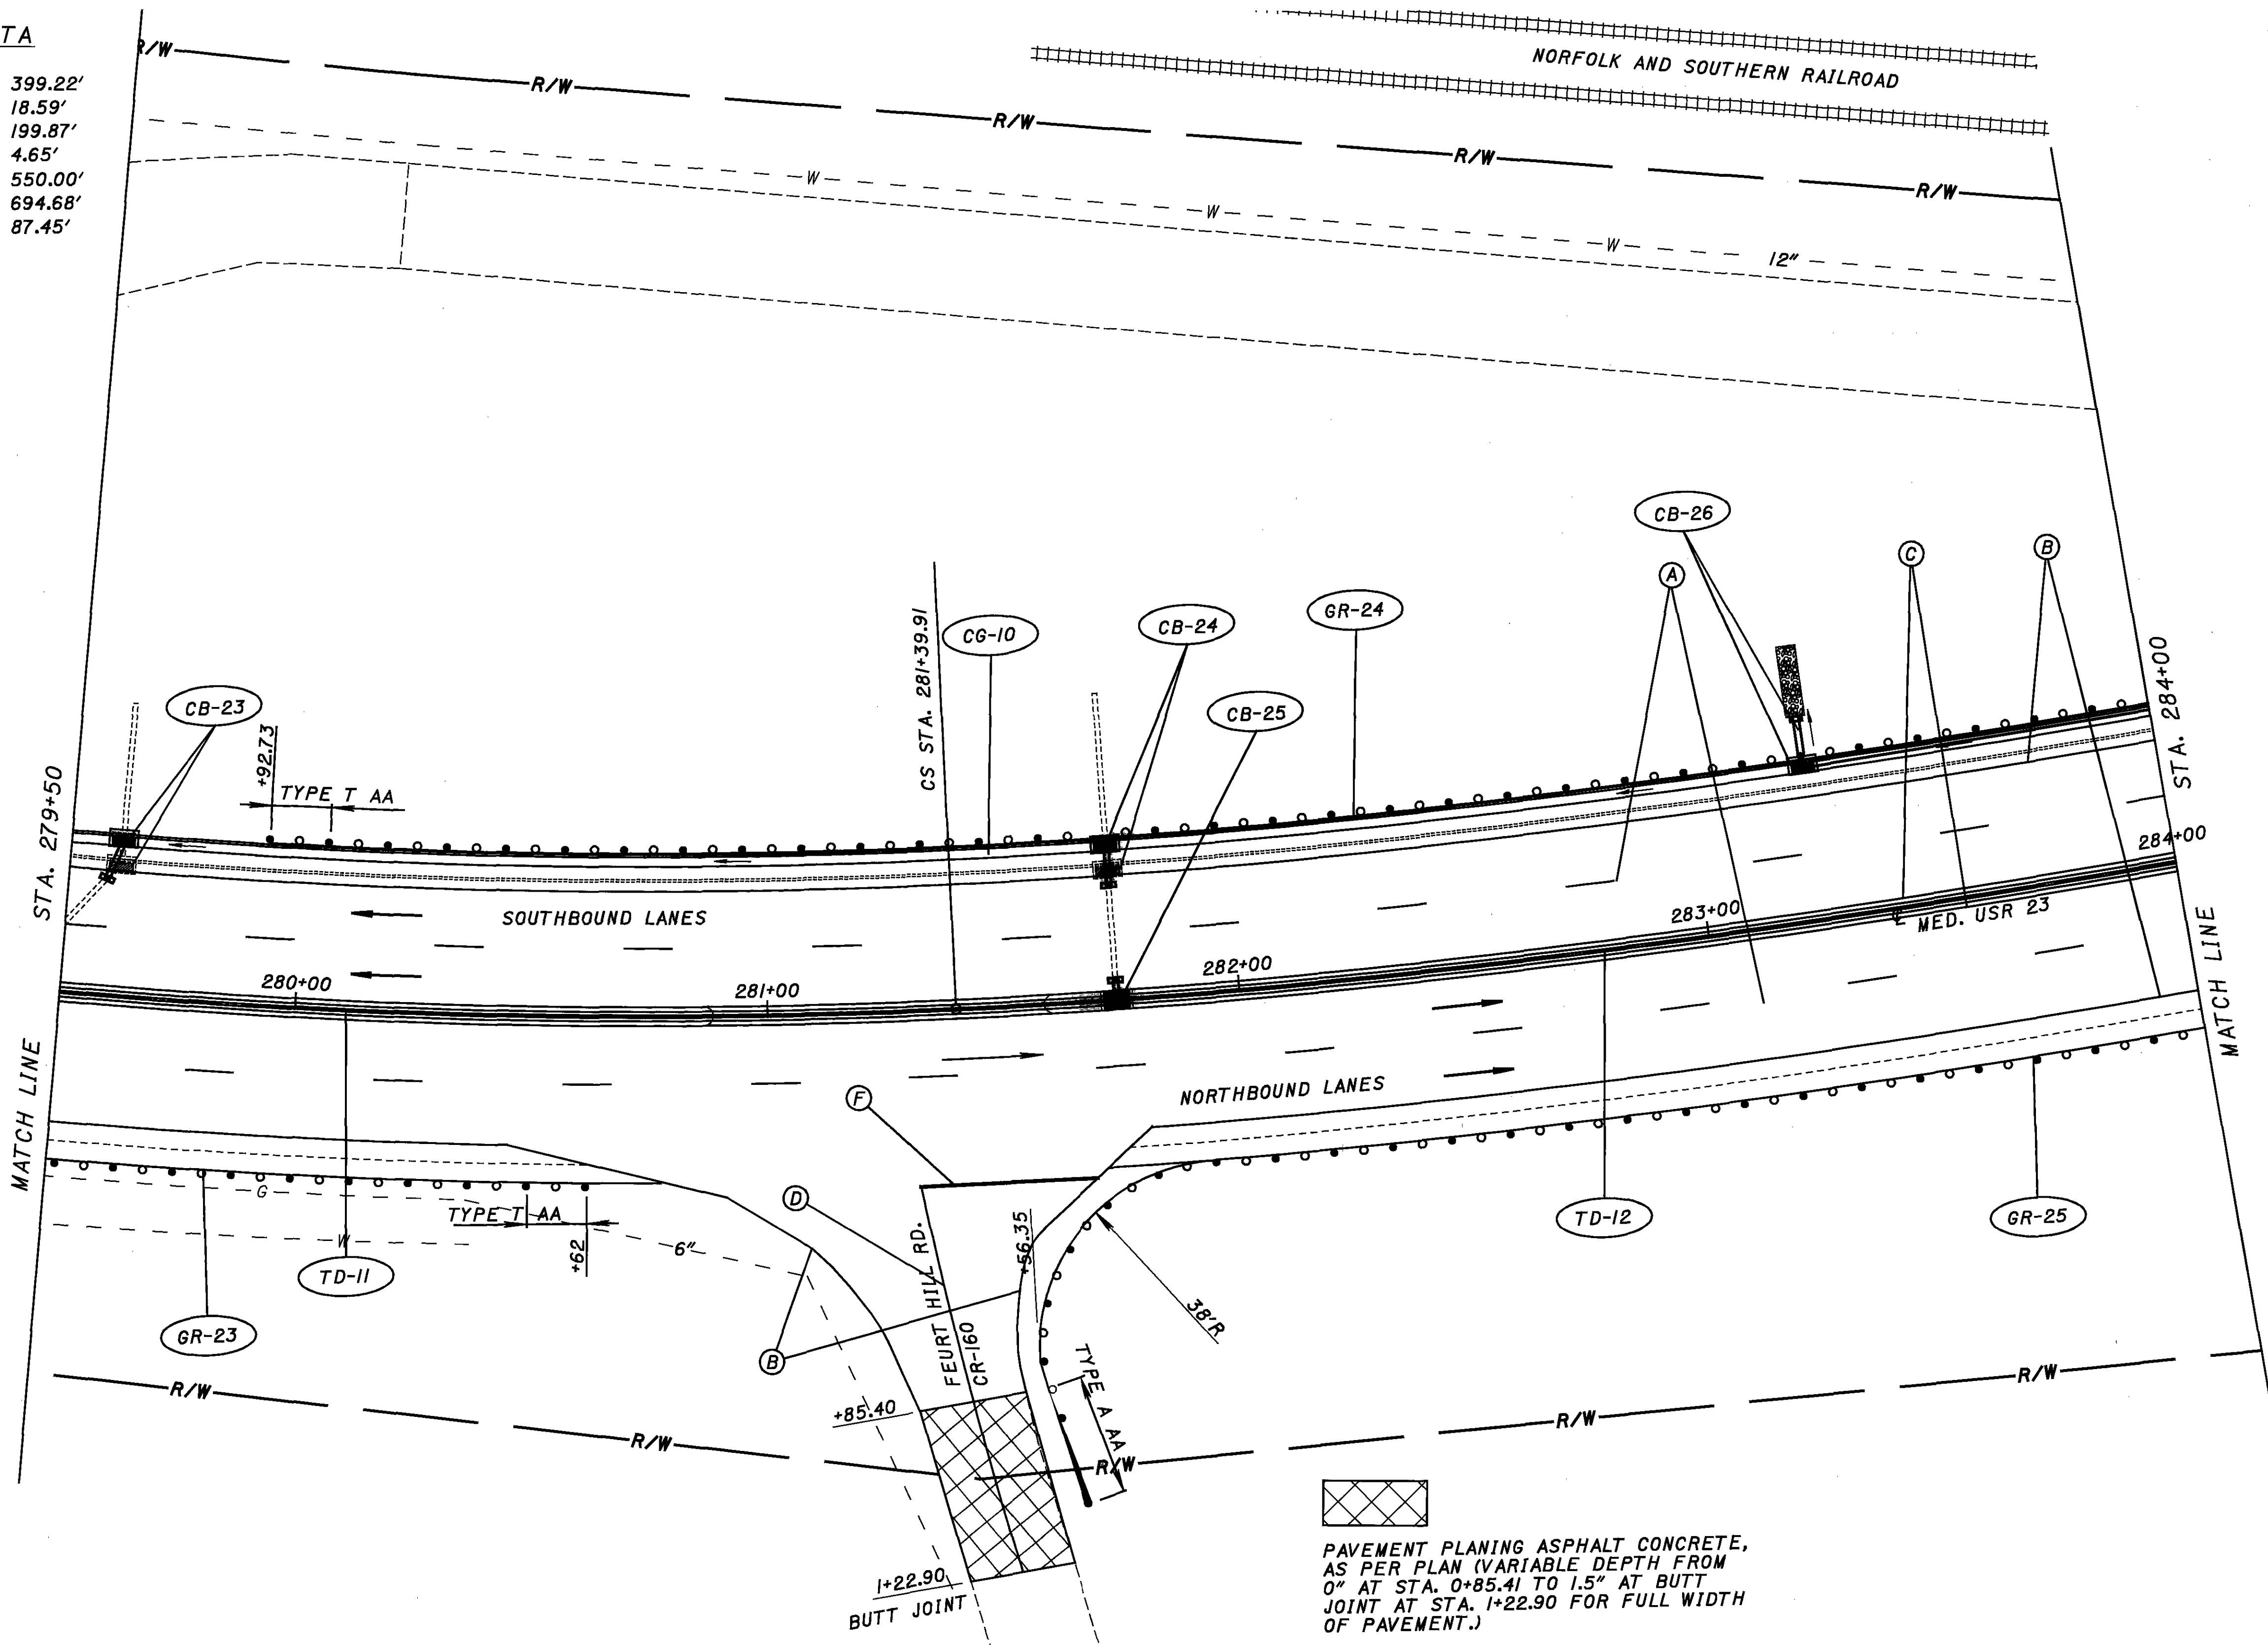 TA
399.22'
18.59'
199.87'
4.65'
550.00'
694.68'
87.45'
R/W
R/W
R/W
R/W
R/W
NORFOLK AND SOUTHERN RAILROAD
W
W
W
12"
CB-26
A
C
B
GR-24
CB-24
CG-10
CS STA. 281+39.91
CB-25
CB-23
+92.73
TYPE T AA
STA. 279+50
STA. 284+00
284+00
SOUTHBOUND LANES
283+00
℄ MED. USR 23
282+00
281+00
280+00
MATCH LINE
MATCH LINE
NORTHBOUND LANES
F
D
G
TYPE T AA
+62
W
6"
TD-11
GR-23
B
FEURT HILL RD.
CR-160
+56.35
38'R
TD-12
GR-25
TYPE A AA
+85.40
R/W
R/W
R/W
R/W
R/W
1+22.90
BUTT JOINT
PAVEMENT PLANING ASPHALT CONCRETE,
AS PER PLAN (VARIABLE DEPTH FROM
0" AT STA. 0+85.41 TO 1.5" AT BUTT
JOINT AT STA. 1+22.90 FOR FULL WIDTH
OF PAVEMENT.)